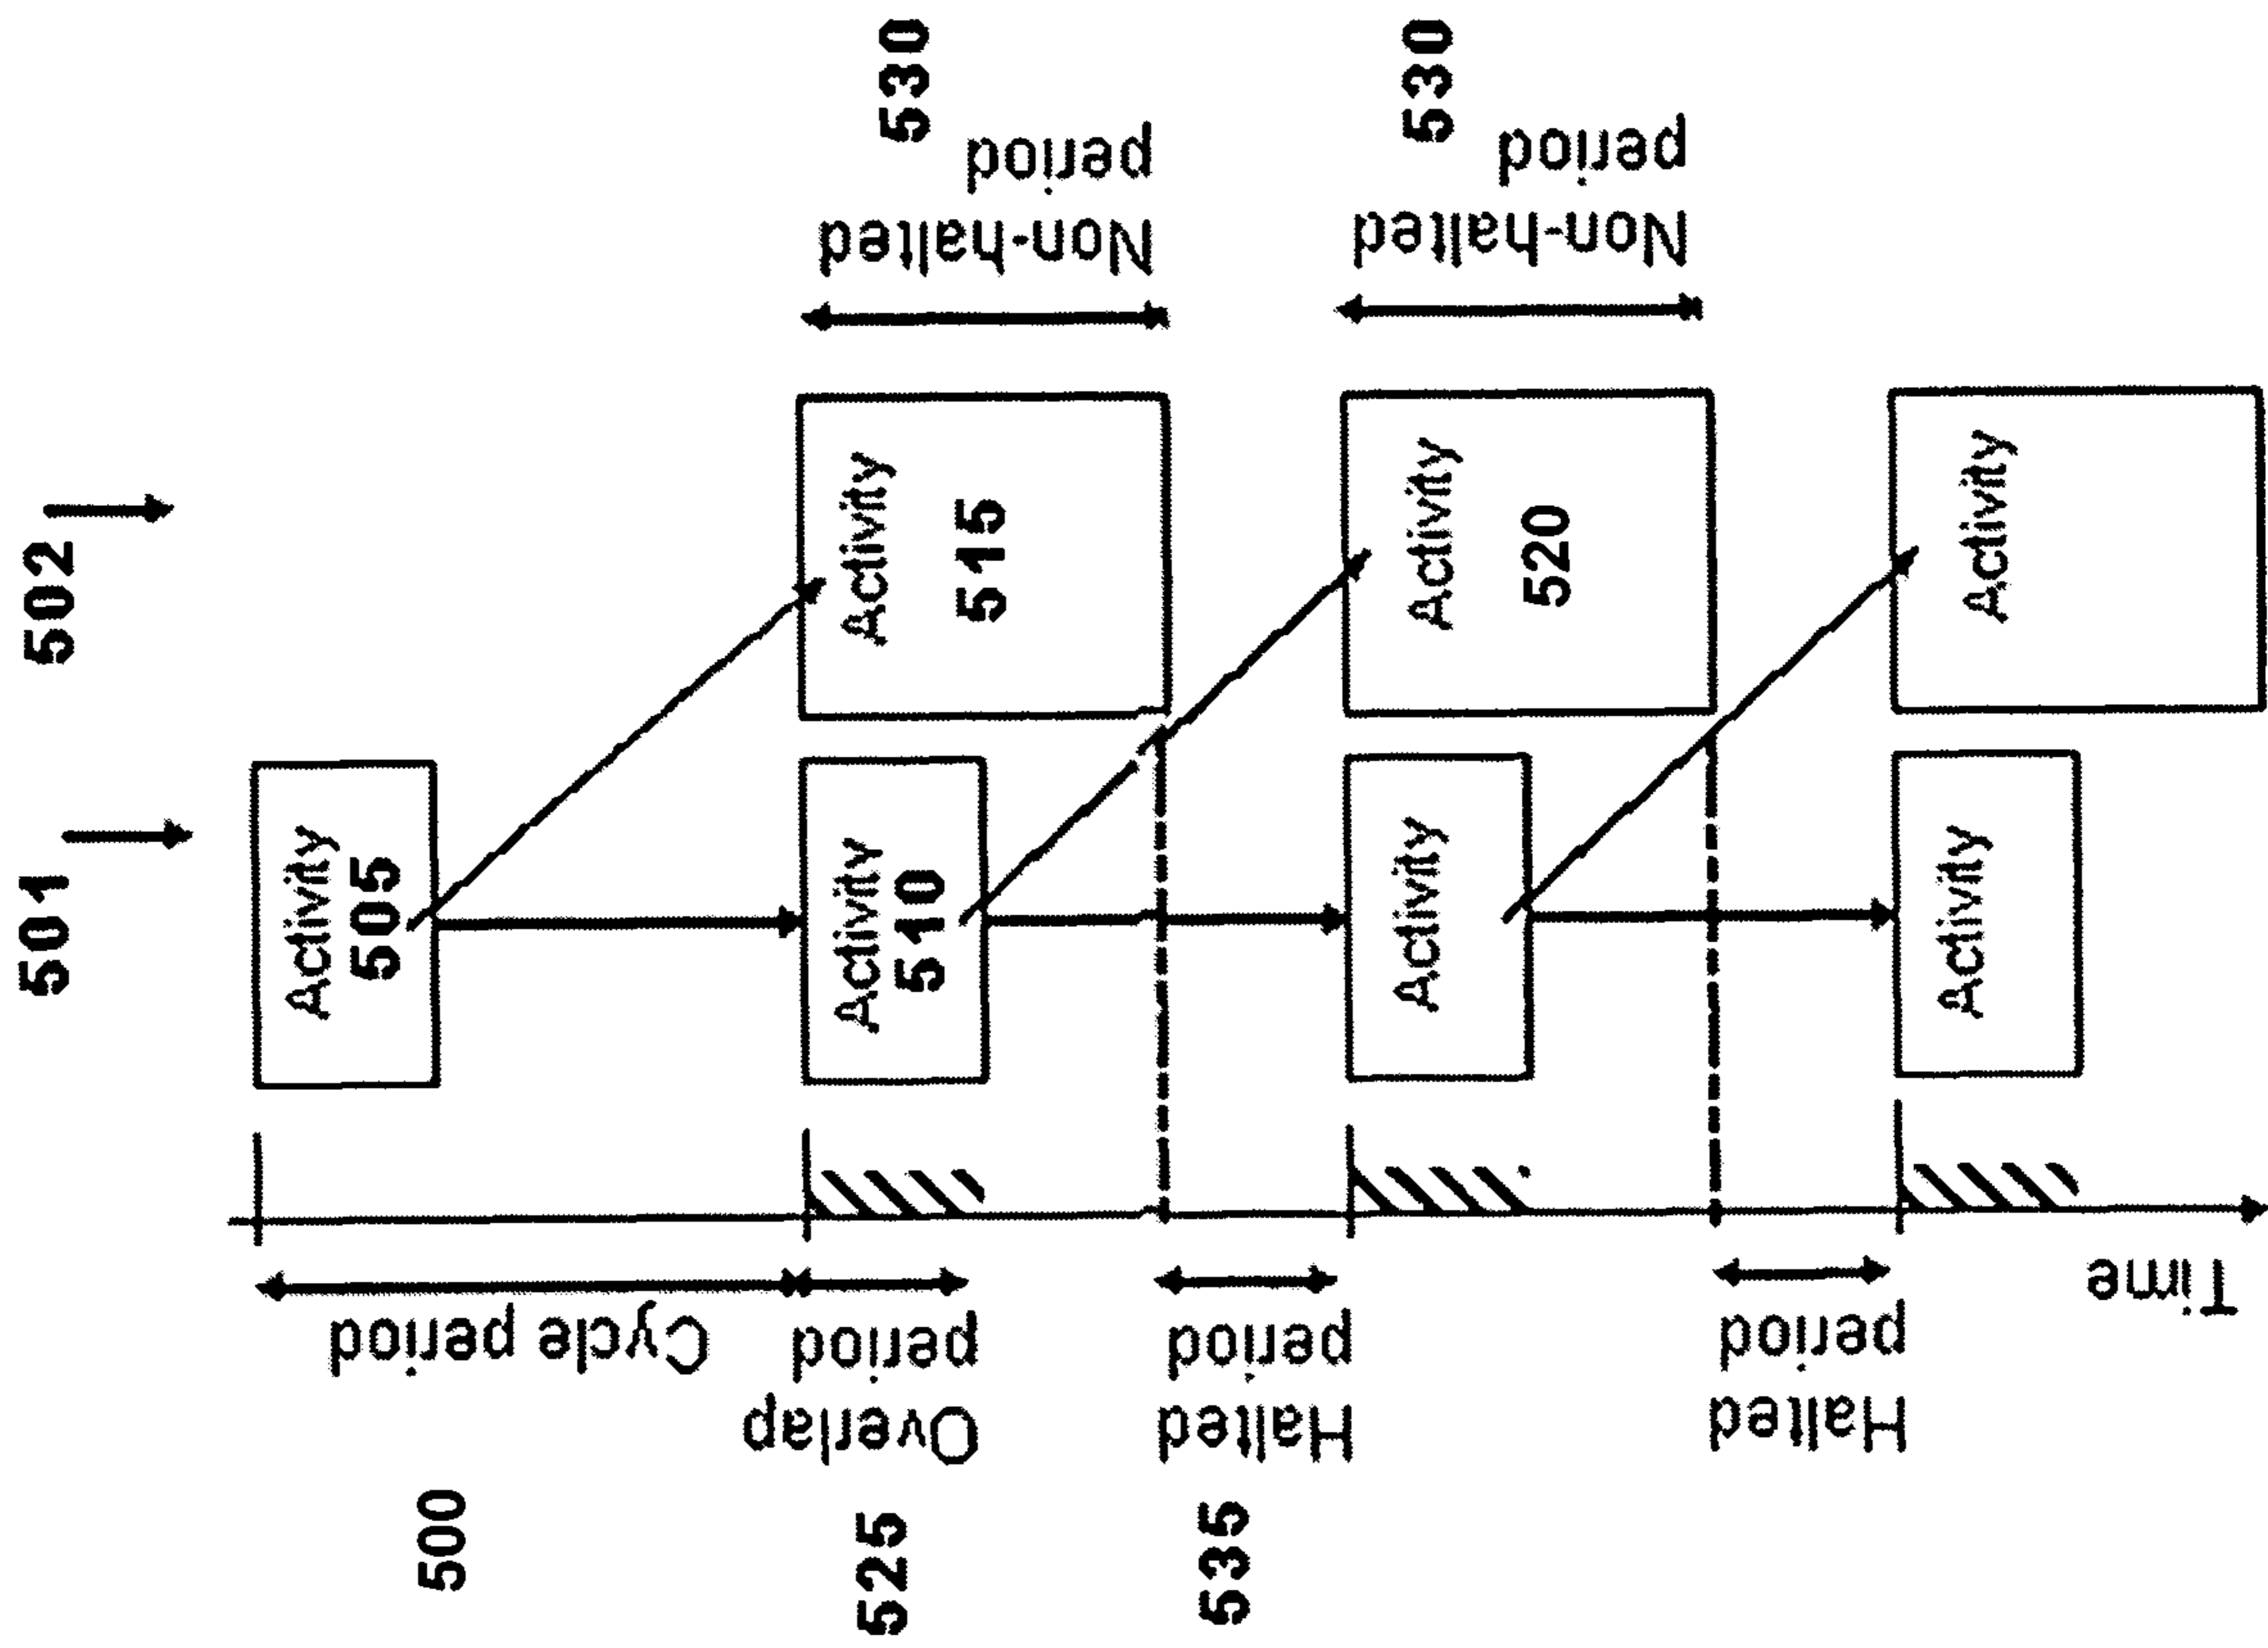 501
502
Activity
505
Cycle period
500
Activity
510
Activity
515
Non-halted
period
530
Overlap
period
525
Halted
period
535
Activity
Activity
520
Non-halted
period
530
Halted
period
Activity
Activity
Time